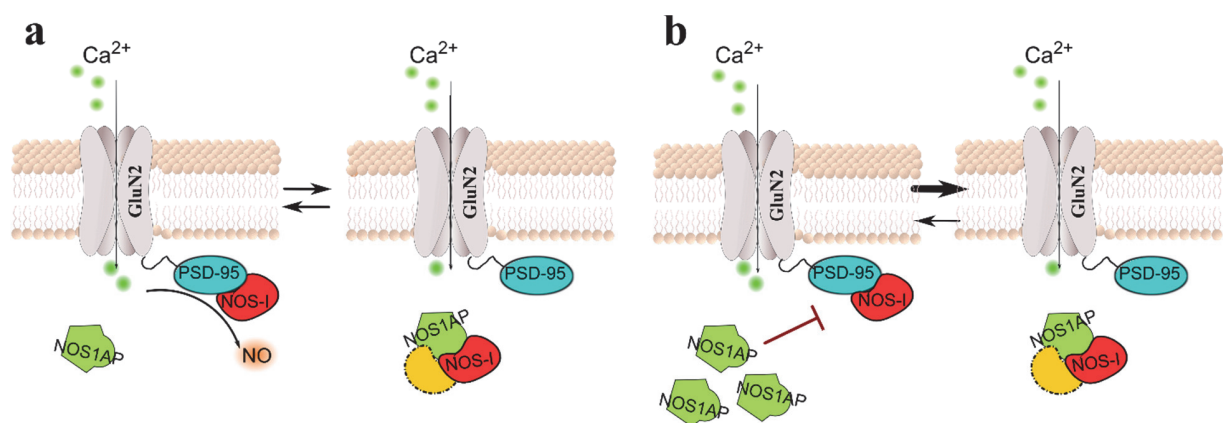 a
b
Ca2+
Ca2+
Ca2+
Ca2+
GluN2
GluN2
GluN2
GluN2
PSD-95
NOS-I
PSD-95
PSD-95
NOS-I
PSD-95
NOS1AP
NO
NOS1AP
NOS-I
NOS1AP
NOS1AP
NOS1AP
NOS1AP
NOS-I